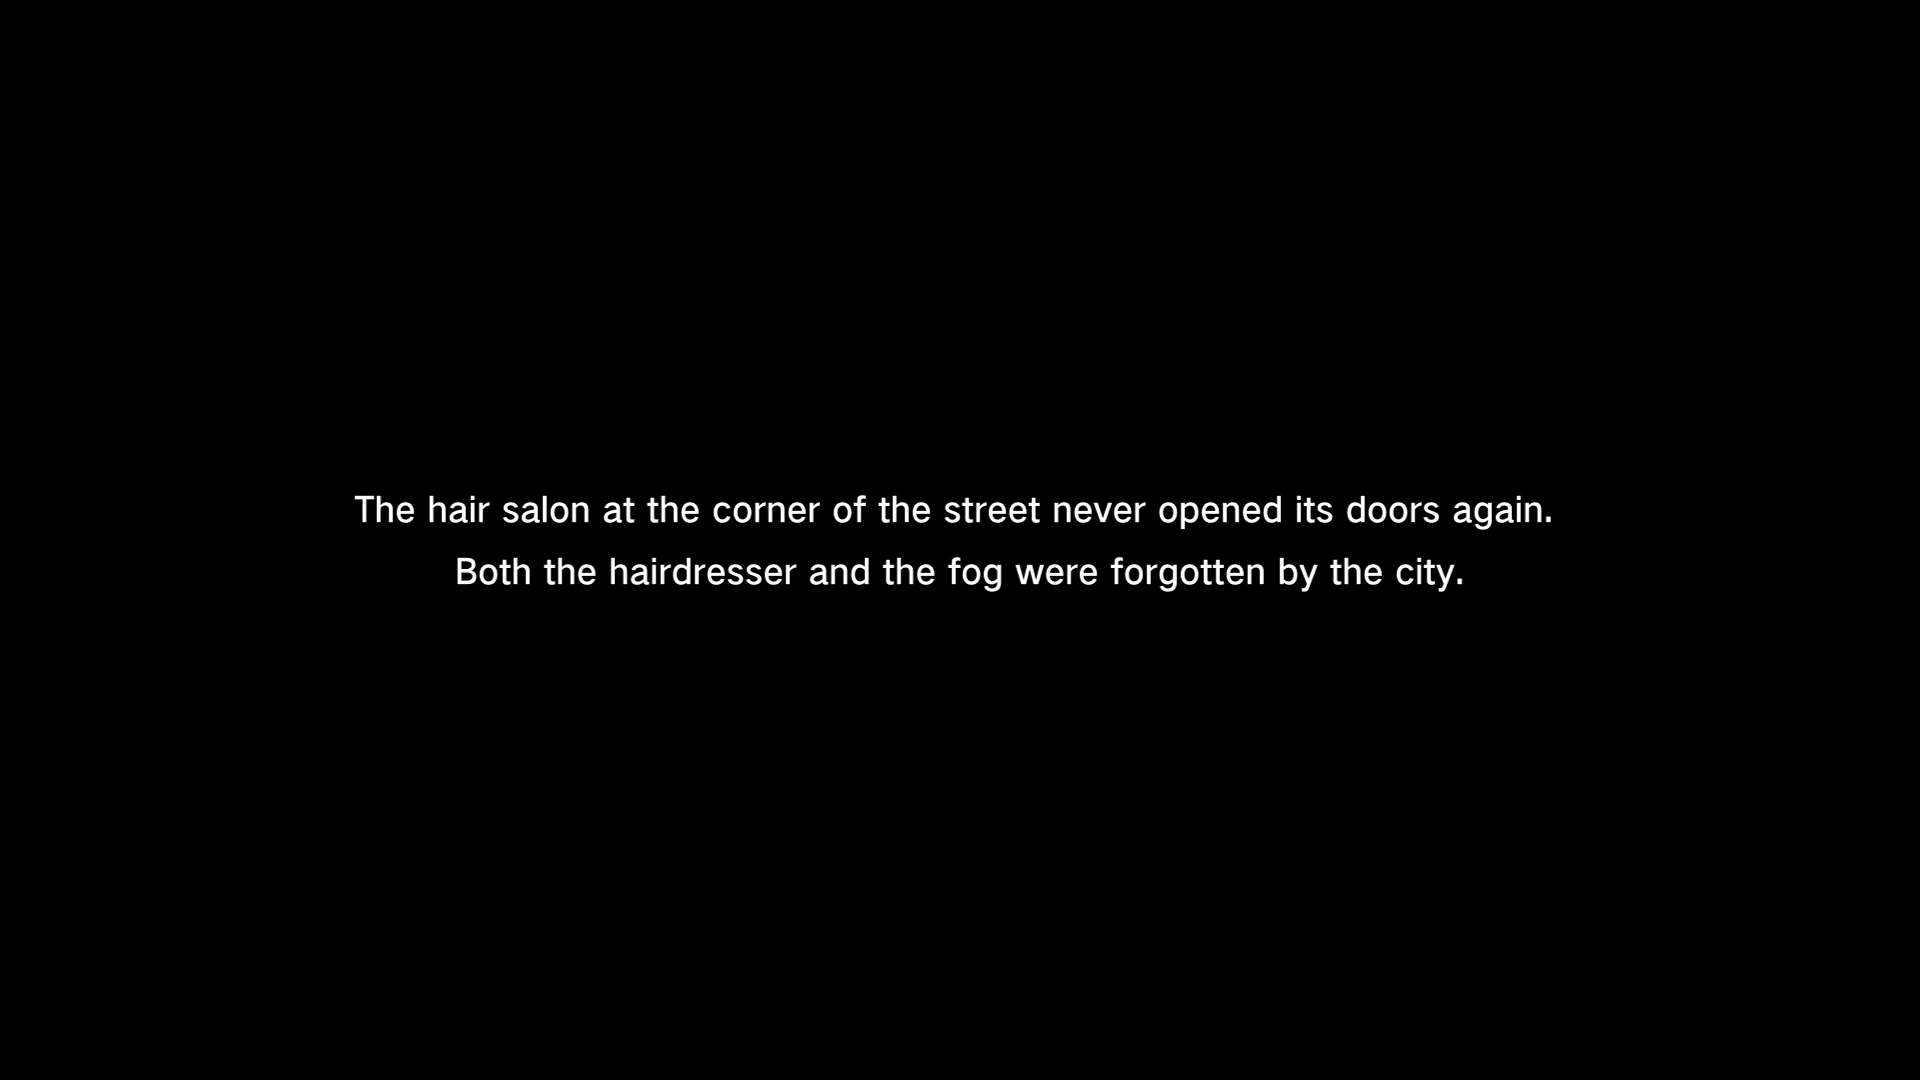 The hair salon at the corner of the street never opened its doors again.
Both the hairdresser and the fog were forgotten by the city.